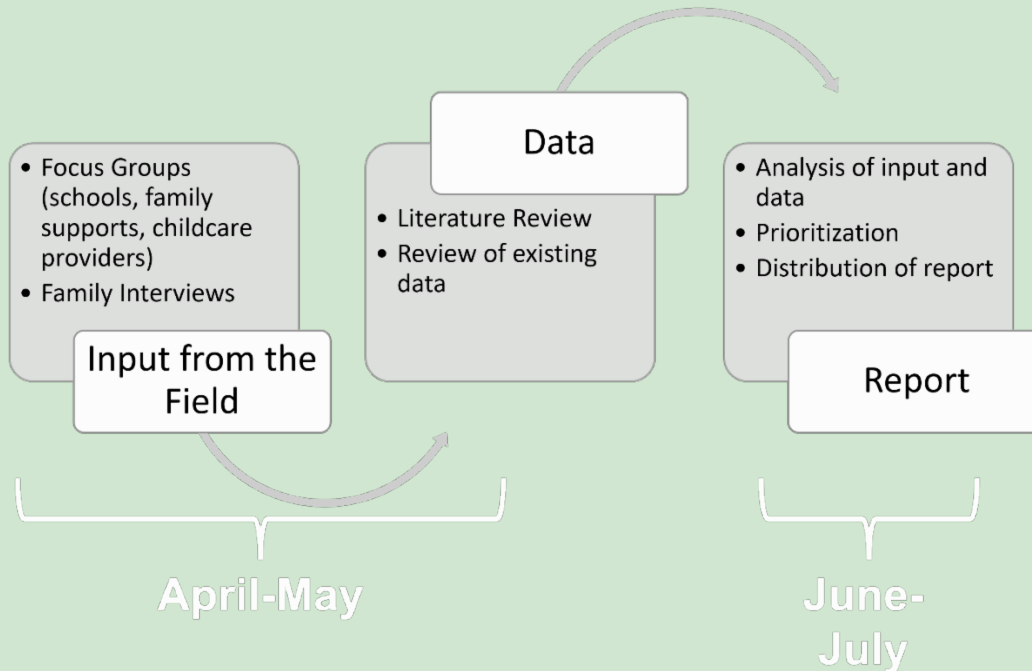 • Focus Groups
(schools, family
supports, childcare
providers)
• Family Interviews
Input from the
Field
Data
• Literature Review
• Review of existing
data
• Analysis of input and
data
• Prioritization
• Distribution of report
Report
April-May
June-
July